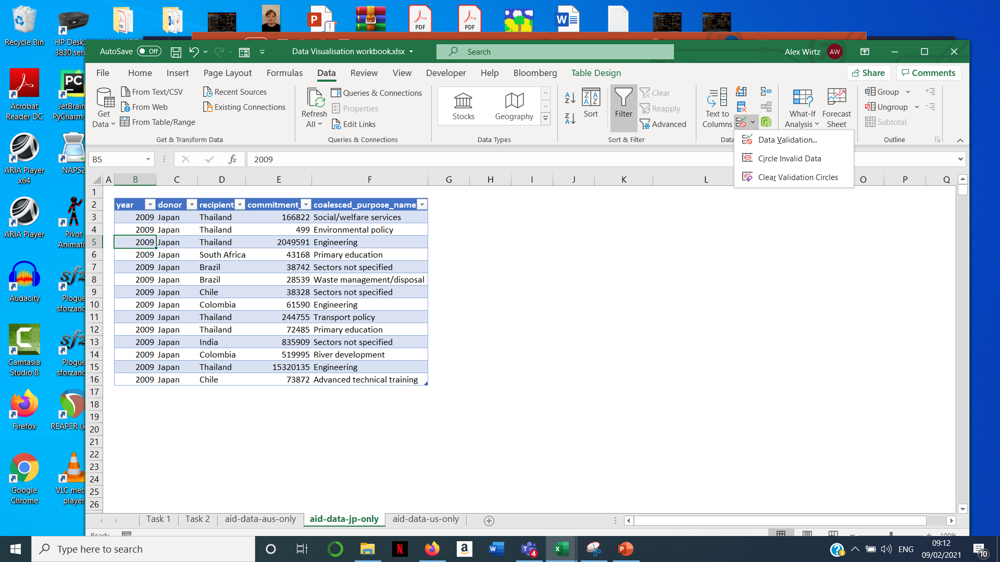 Recycle Bin
HP Desk
3830 seri
Acrobat
Reader DC
JetBrain
PyCharm
ARIA Player
x64
NAPS2
ARIA Player
Pivot
Animato
Audacity
Plogue
sforzand
Camtasia
Studio 8
Plogue
sforzand
Firefox
REAPER (x
Google
Chrome
VLC med
player
AutoSave Off
Data Visualisation workbook.xlsx
Search
Alex Wirtz AW
File Home Insert Page Layout Formulas Data Review View Developer Help Bloomberg Table Design
Share Comments
Get
Data
From Text/CSV
From Web
From Table/Range
Recent Sources
Existing Connections
Get & Transform Data
Refresh
All
Queries & Connections
Properties
Edit Links
Queries & Connections
Stocks Geography
Data Types
Sort
Filter
Clear
Reapply
Advanced
Sort & Filter
Text to
Columns
Data
What-If
Analysis
Forecast
Sheet
Group
Ungroup
Subtotal
Outline
Data Validation...
Circle Invalid Data
Clear Validation Circles
B5 fx 2009
A B C D E F G H I J K L O P Q
1
2 year donor recipient commitment_ coalesced_purpose_name
3 2009 Japan Thailand 166822 Social/welfare services
4 2009 Japan Thailand 499 Environmental policy
5 2009 Japan Thailand 2049591 Engineering
6 2009 Japan South Africa 43168 Primary education
7 2009 Japan Brazil 38742 Sectors not specified
8 2009 Japan Brazil 28539 Waste management/disposal
9 2009 Japan Chile 38328 Sectors not specified
10 2009 Japan Colombia 61590 Engineering
11 2009 Japan Thailand 244755 Transport policy
12 2009 Japan Thailand 72485 Primary education
13 2009 Japan India 835909 Sectors not specified
14 2009 Japan Colombia 519995 River development
15 2009 Japan Thailand 15320135 Engineering
16 2009 Japan Chile 73872 Advanced technical training
17
18
19
20
21
22
23
24
25
26
Task 1 Task 2 aid-data-aus-only aid-data-jp-only aid-data-us-only
Ready
100%
Type here to search
ENG
09:12
09/02/2021
10